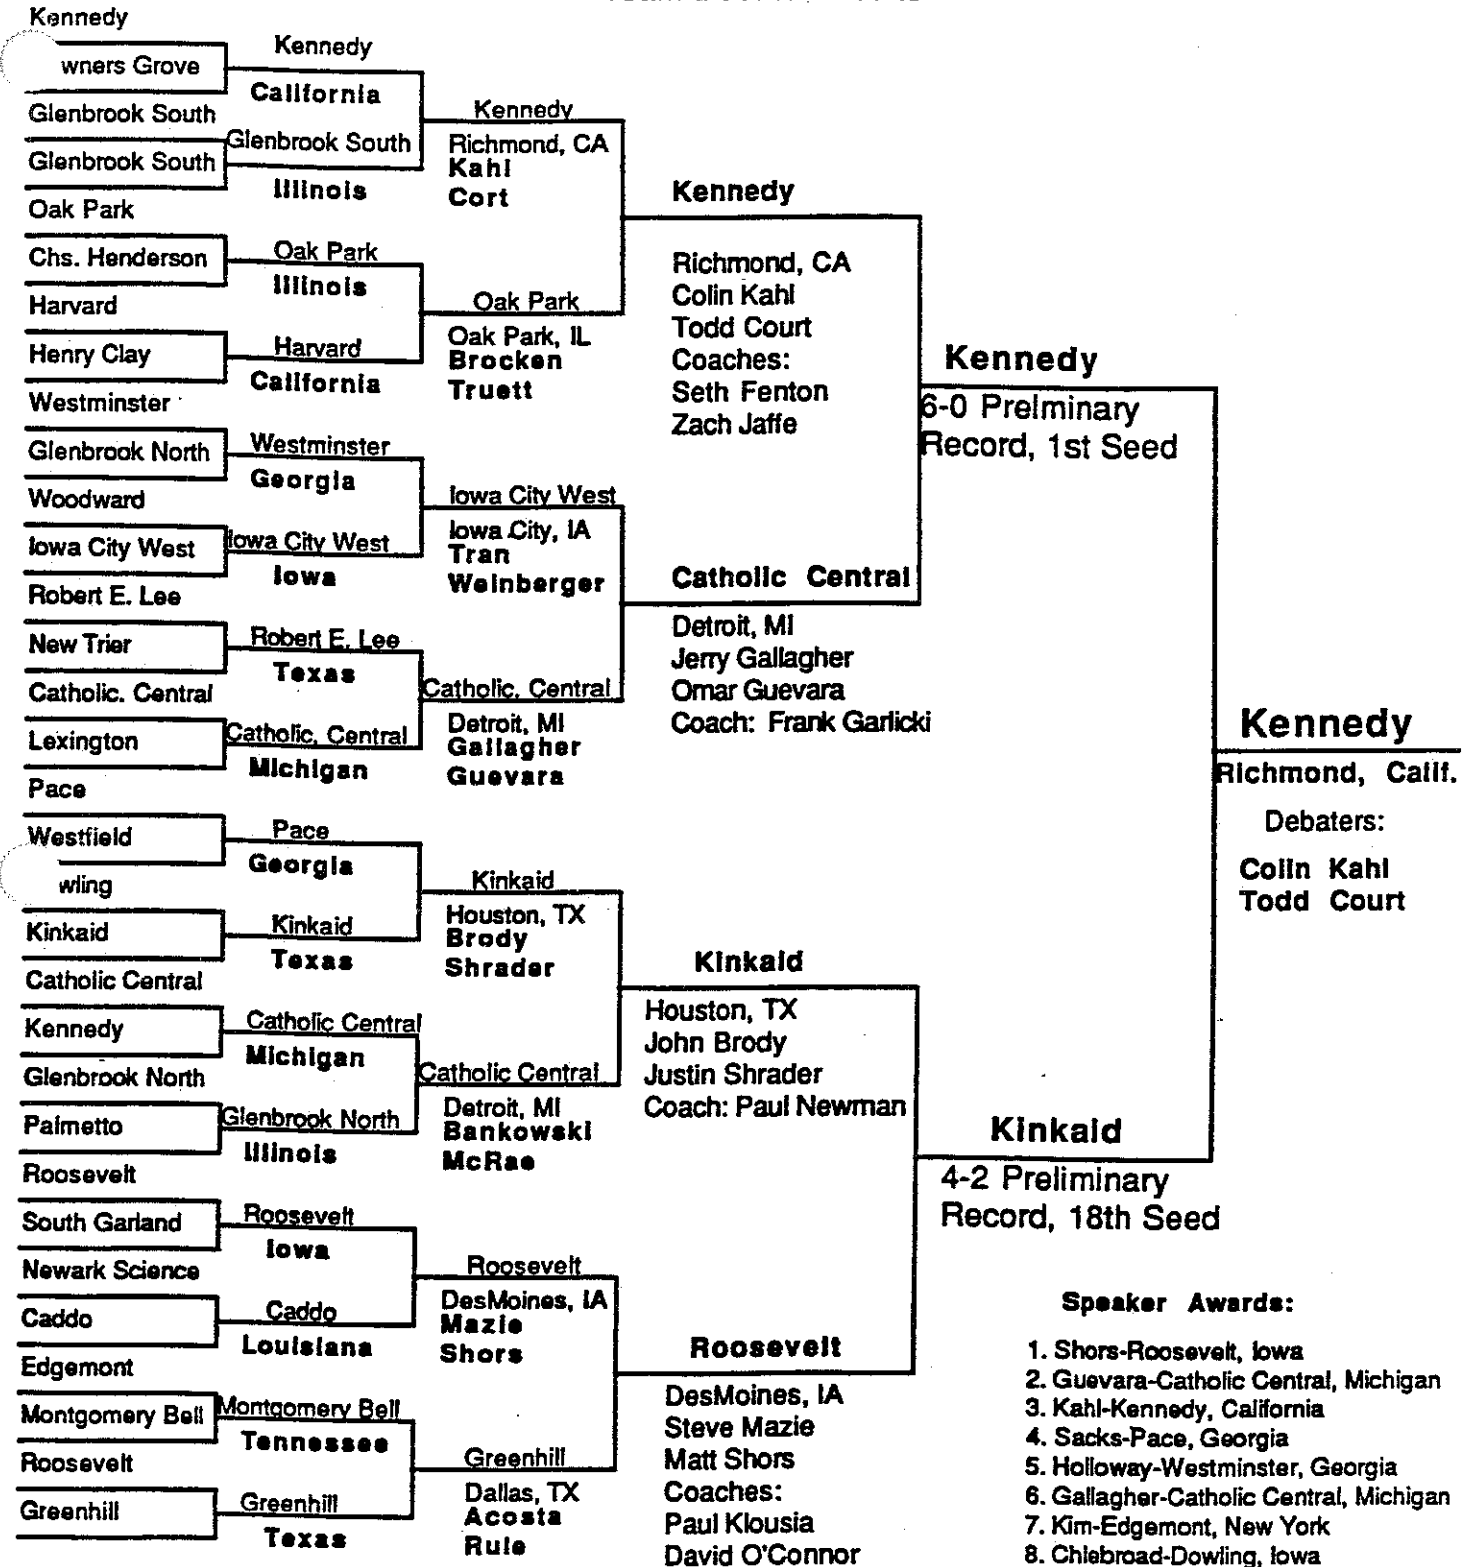 Kennedy
wners Grove
Glenbrook South
Glenbrook South
Oak Park
Chs. Henderson
Harvard
Henry Clay
Westminster
Glenbrook North
Woodward
Iowa City West
Robert E. Lee
New Trier
Catholic. Central
Lexington
Pace
Westfield
wling
Kinkaid
Catholic Central
Kennedy
Glenbrook North
Palmetto
Roosevelt
South Garland
Newark Science
Caddo
Edgemont
Montgomery Bell
Roosevelt
Greenhill
Kennedy
California
Glenbrook South
Illinois
Oak Park
Illinois
Harvard
California
Westminster
Georgia
Iowa City West
Iowa
Robert E. Lee
Texas
Catholic. Central
Michigan
Pace
Georgia
Kinkaid
Texas
Catholic Central
Michigan
Glenbrook North
Illinois
Roosevelt
Iowa
Caddo
Louisiana
Montgomery Bell
Tennessee
Greenhill
Texas
Kennedy
Richmond, CA
Kahl
Cort
Oak Park
Oak Park, IL
Brocken
Truett
Iowa City West
Iowa City, IA
Tran
Weinberger
Catholic. Central
Detroit, MI
Gallagher
Guevara
Kinkaid
Houston, TX
Brody
Shrader
Catholic Central
Detroit, MI
Bankowski
McRae
Roosevelt
DesMoines, IA
Mazie
Shors
Greenhill
Dallas, TX
Acosta
Rule
Kennedy
Richmond, CA
Colin Kahl
Todd Court
Coaches:
Seth Fenton
Zach Jaffe
Catholic Central
Detroit, MI
Jerry Gallagher
Omar Guevara
Coach: Frank Garlicki
Kinkaid
Houston, TX
John Brody
Justin Shrader
Coach: Paul Newman
Roosevelt
DesMoines, IA
Steve Mazie
Matt Shors
Coaches:
Paul Klousia
David O'Connor
Kennedy
6-0 Prelminary
Record, 1st Seed
Kinkaid
4-2 Preliminary
Record, 18th Seed
Kennedy
Richmond, Calif.
Debaters:
Colin Kahl
Todd Court
Speaker Awards:
1. Shors-Roosevelt, Iowa
2. Guevara-Catholic Central, Michigan
3. Kahl-Kennedy, California
4. Sacks-Pace, Georgia
5. Holloway-Westminster, Georgia
6. Gallagher-Catholic Central, Michigan
7. Kim-Edgemont, New York
8. Chlebroad-Dowling, Iowa